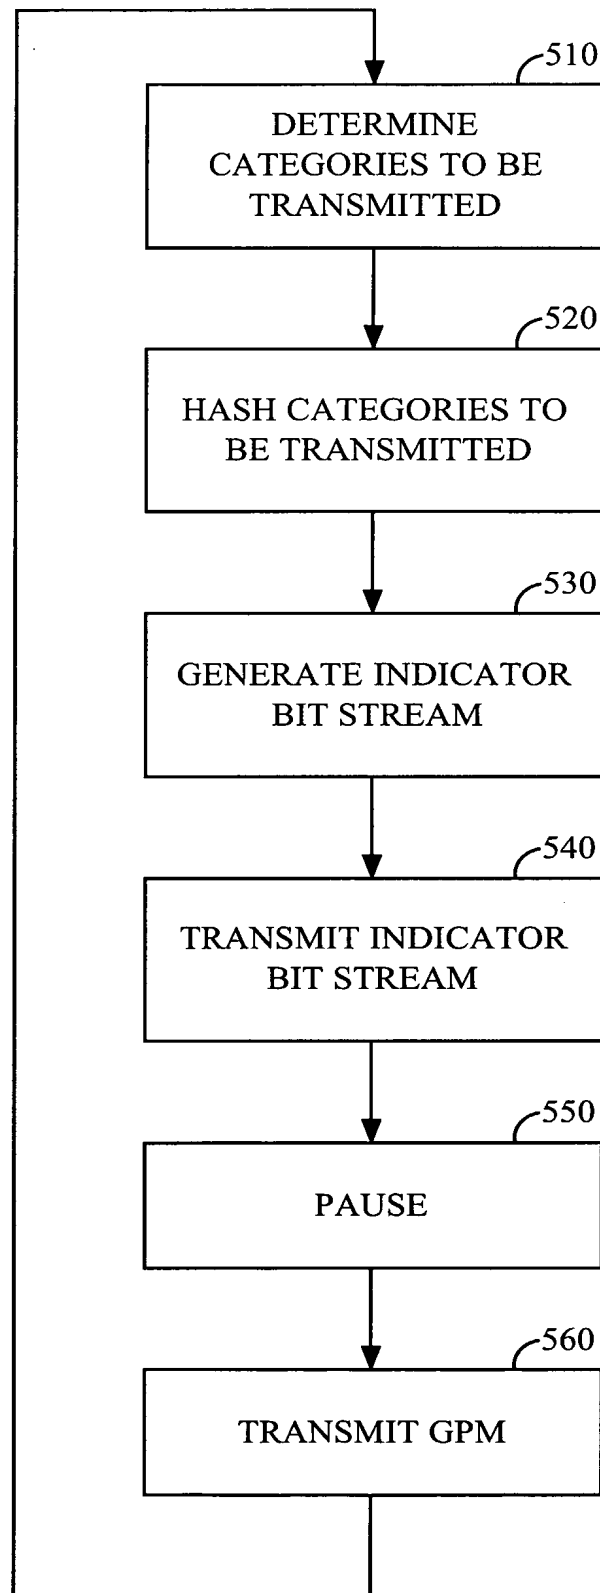 510
DETERMINE
CATEGORIES TO BE
TRANSMITTED
520
HASH CATEGORIES TO
BE TRANSMITTED
530
GENERATE INDICATOR
BIT STREAM
540
TRANSMIT INDICATOR
BIT STREAM
550
PAUSE
560
TRANSMIT GPM